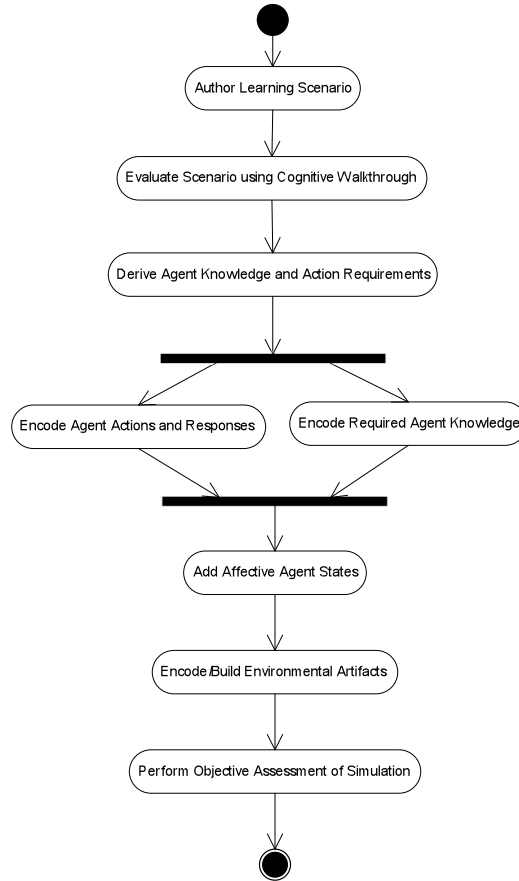 Author Learning Scenario
Evaluate Scenario using Cognitive Walkthrough
Derive Agent Knowledge and Action Requirements
Encode Agent Actions and Responses
Encode Required Agent Knowledge
Add Affective Agent States
Encode/Build Environmental Artifacts
Perform Objective Assessment of Simulation